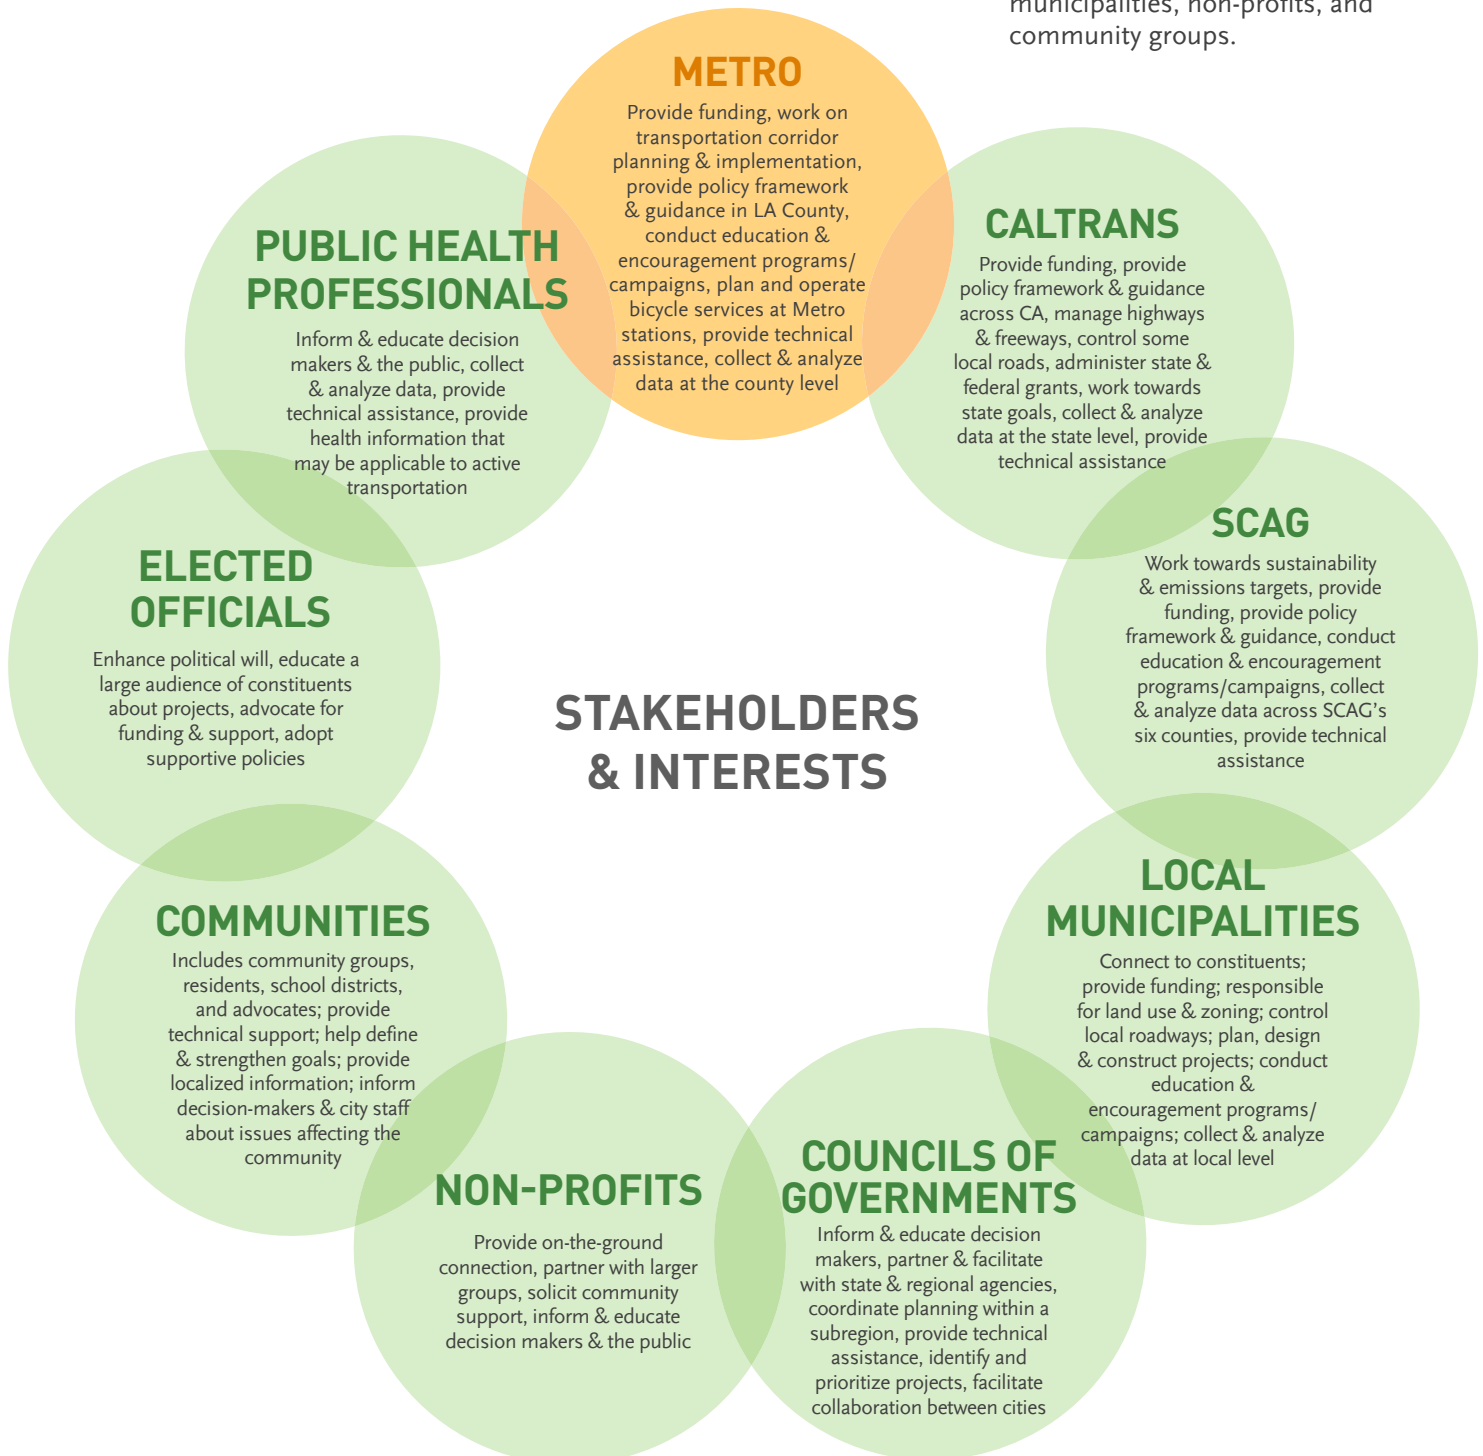 municipalities, non-profits, and
community groups.
METRO
Provide funding, work on
transportation corridor
planning & implementation,
provide policy framework
& guidance in LA County,
conduct education &
encouragement programs/
campaigns, plan and operate
bicycle services at Metro
stations, provide technical
assistance, collect & analyze
data at the county level
CALTRANS
Provide funding, provide
policy framework & guidance
across CA, manage highways
& freeways, control some
local roads, administer state &
federal grants, work towards
state goals, collect & analyze
data at the state level, provide
technical assistance
SCAG
Work towards sustainability
& emissions targets, provide
funding, provide policy
framework & guidance, conduct
education & encouragement
programs/campaigns, collect
& analyze data across SCAG's
six counties, provide technical
assistance
LOCAL
MUNICIPALITIES
Connect to constituents;
provide funding; responsible
for land use & zoning; control
local roadways; plan, design
& construct projects; conduct
education &
encouragement programs/
campaigns; collect & analyze
data at local level
COUNCILS OF
GOVERNMENTS
Inform & educate decision
makers, partner & facilitate
with state & regional agencies,
coordinate planning within a
subregion, provide technical
assistance, identify and
prioritize projects, facilitate
collaboration between cities
NON-PROFITS
Provide on-the-ground
connection, partner with larger
groups, solicit community
support, inform & educate
decision makers & the public
COMMUNITIES
Includes community groups,
residents, school districts,
and advocates; provide
technical support; help define
& strengthen goals; provide
localized information; inform
decision-makers & city staff
about issues affecting the
community
ELECTED
OFFICIALS
Enhance political will, educate a
large audience of constituents
about projects, advocate for
funding & support, adopt
supportive policies
PUBLIC HEALTH
PROFESSIONALS
Inform & educate decision
makers & the public, collect
& analyze data, provide
technical assistance, provide
health information that
may be applicable to active
transportation
STAKEHOLDERS
& INTERESTS